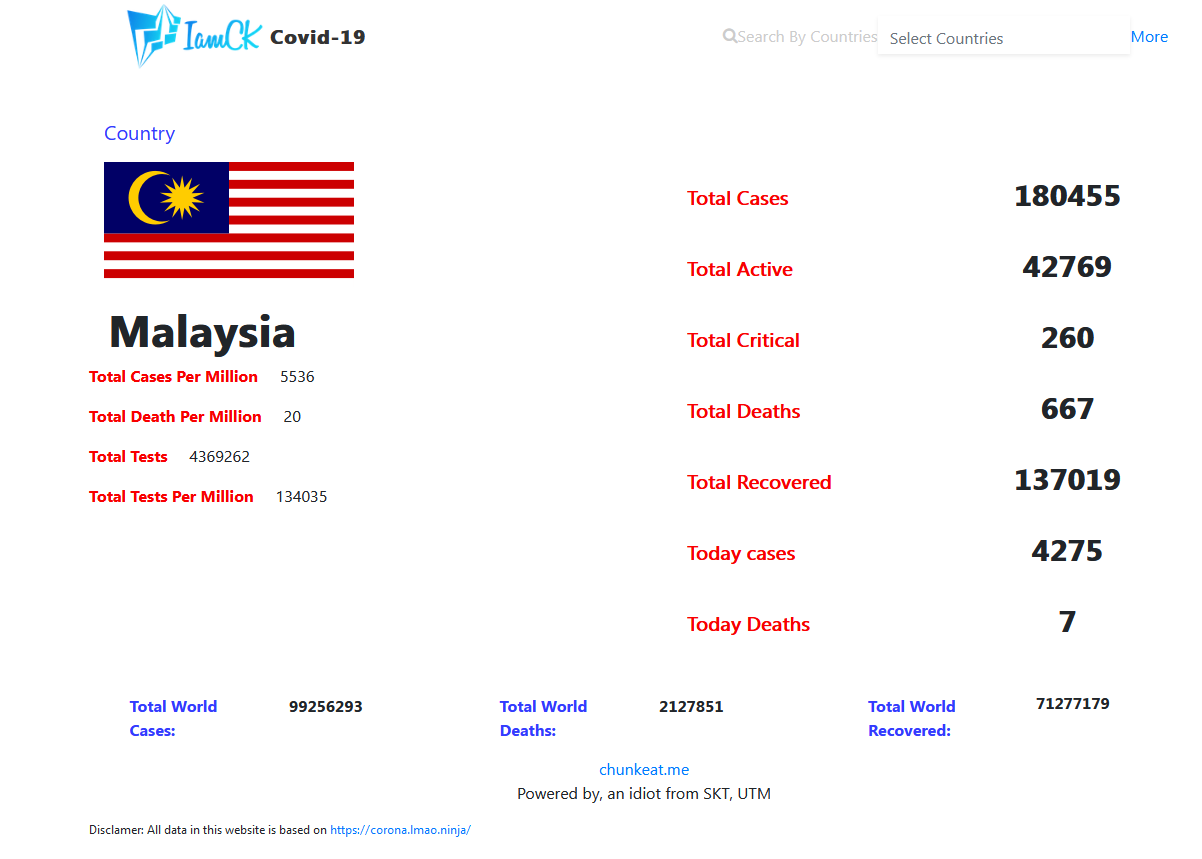 IamCK Covid-19
Search By Countries Select Countries More
Country
Malaysia
Total Cases Per Million 5536
Total Death Per Million 20
Total Tests 4369262
Total Tests Per Million 134035
Total Cases 180455
Total Active 42769
Total Critical 260
Total Deaths 667
Total Recovered 137019
Today cases 4275
Today Deaths 7
Total World
Cases:
99256293
Total World
Deaths:
2127851
Total World
Recovered:
71277179
chunkeat.me
Powered by, an idiot from SKT, UTM
Disclamer: All data in this website is based on https://corona.lmao.ninja/